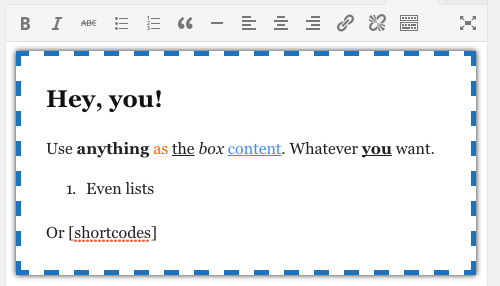 B I ABC
Hey, you!
Use anything as the box content. Whatever you want.
1. Even lists
Or [shortcodes]